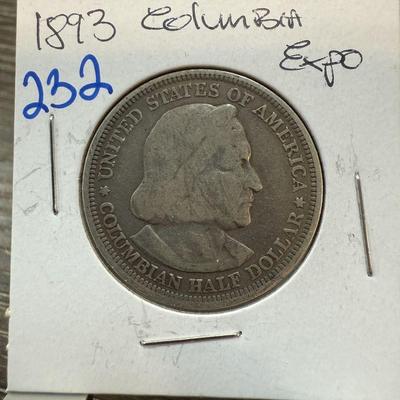 1893 Columbia
Expo
232
★ UNITED STATES OF AMERICA ★
COLUMBIAN HALF DOLLAR